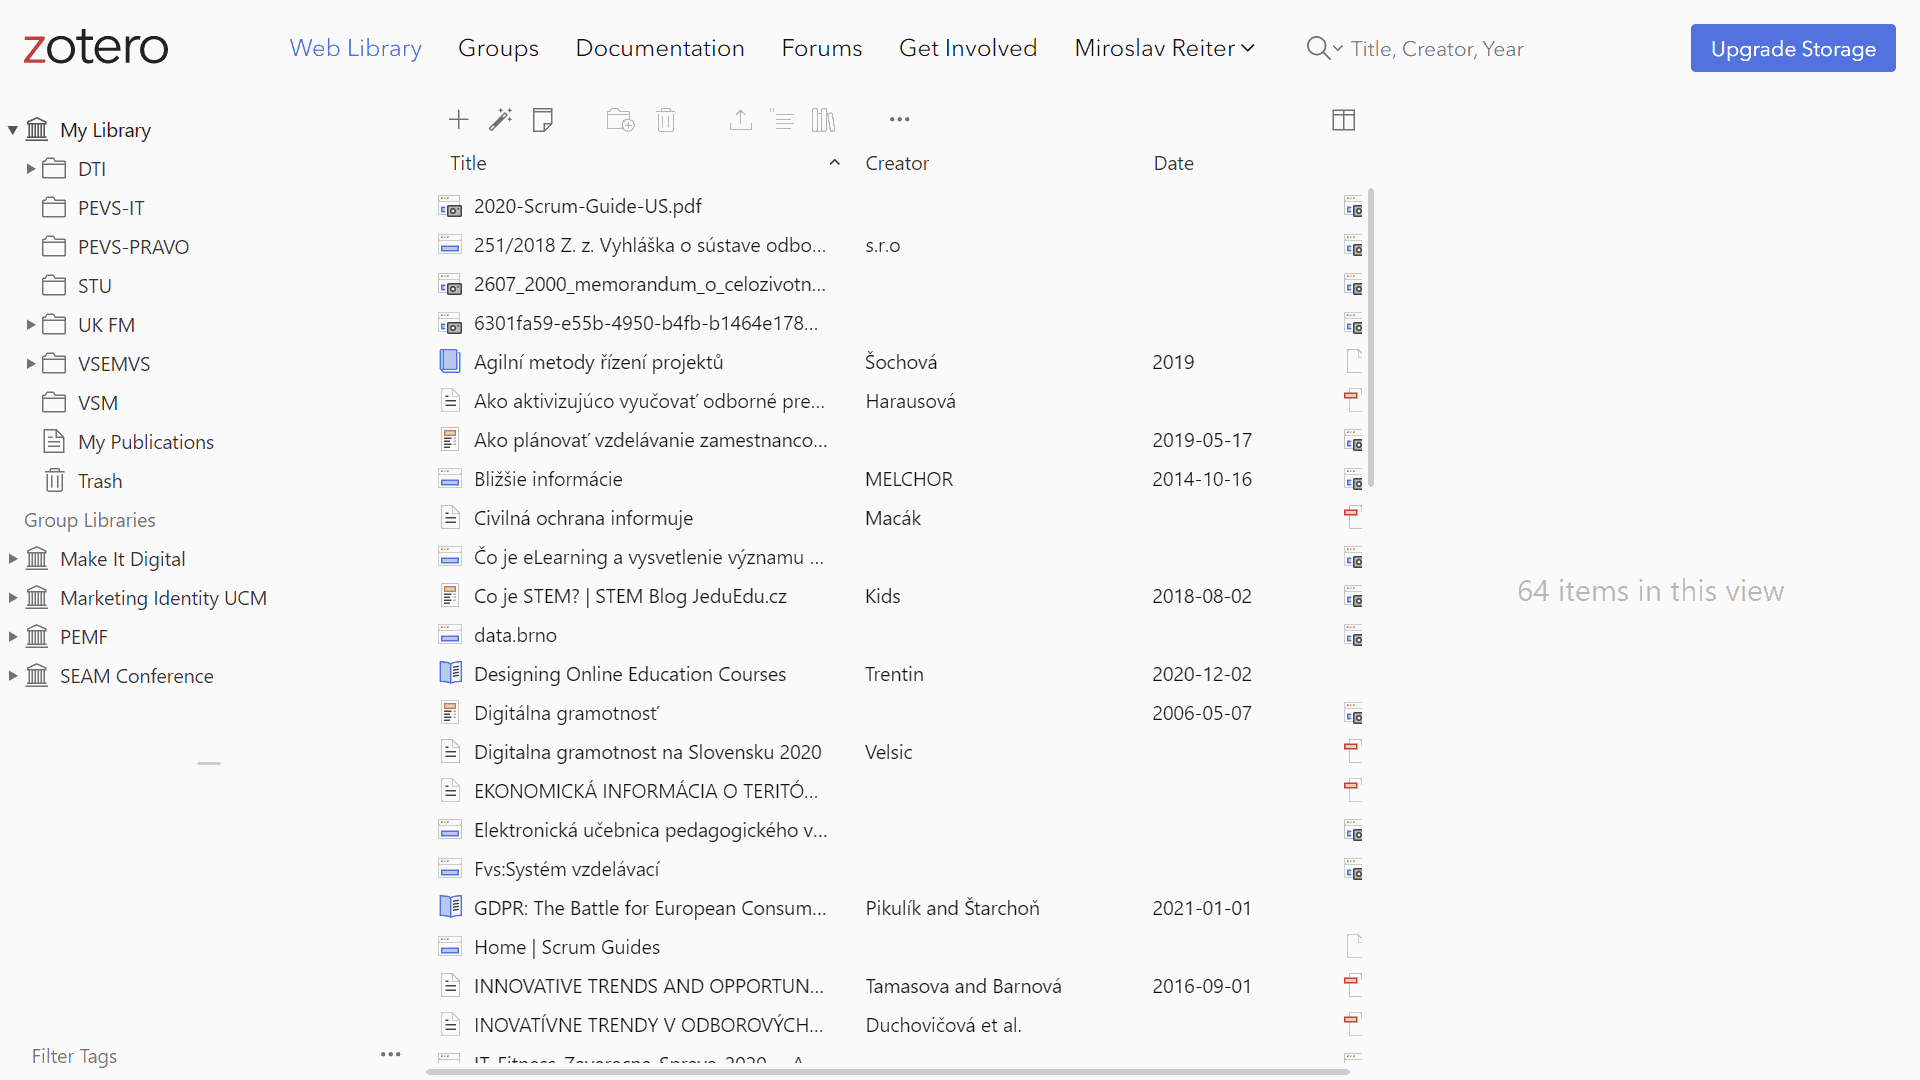 zotero
Web Library Groups Documentation Forums Get Involved Miroslav Reiter Title, Creator, Year Upgrade Storage
My Library
DTI
PEVS-IT
PEVS-PRAVO
STU
UK FM
VSEMVS
VSM
My Publications
Trash
Group Libraries
Make It Digital
Marketing Identity UCM
PEMF
SEAM Conference
Filter Tags
Title Creator Date
2020-Scrum-Guide-US.pdf
251/2018 Z. z. Vyhláška o sústave odbo... s.r.o
2607_2000_memorandum_o_celozivotn...
6301fa59-e55b-4950-b4fb-b1464e178...
Agilní metody řízení projektů Šochová 2019
Ako aktivizujúco vyučovať odborné pre... Harausová
Ako plánovať vzdelávanie zamestnanco... 2019-05-17
Bližšie informácie MELCHOR 2014-10-16
Civilná ochrana informuje Macák
Čo je eLearning a vysvetlenie významu ...
Co je STEM? | STEM Blog JeduEdu.cz Kids 2018-08-02
data.brno
Designing Online Education Courses Trentin 2020-12-02
Digitálna gramotnosť 2006-05-07
Digitalna gramotnost na Slovensku 2020 Velsic
EKONOMICKÁ INFORMÁCIA O TERITÓ...
Elektronická učebnica pedagogického v...
Fvs:Systém vzdelávací
GDPR: The Battle for European Consum... Pikulík and Štarchoň 2021-01-01
Home | Scrum Guides
INNOVATIVE TRENDS AND OPPORTUN... Tamasova and Barnová 2016-09-01
INOVATÍVNE TRENDY V ODBOROVÝCH... Duchovičová et al.
64 items in this view